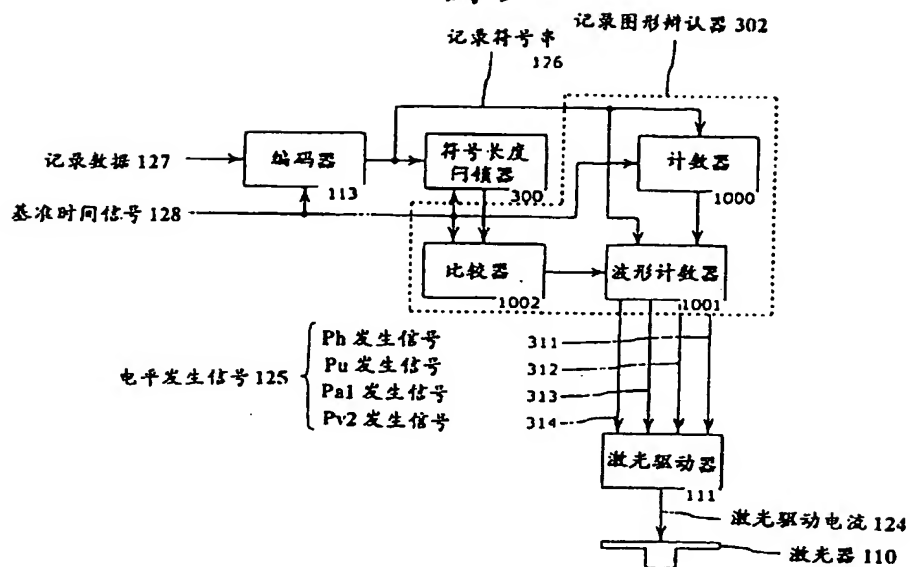 记录符号串
176
记录图形辨认器 302
记录数据 127
编码器
113
符号长度
闩锁器
300
计数器
1000
基准时间信号 128
比较器
1002
波形计数器
1001
电平发生信号 125
Ph 发生信号
Pu 发生信号
Pa1 发生信号
Pv2 发生信号
311
312
313
314
激光驱动器
111
激光驱动电流 124
激光器 110